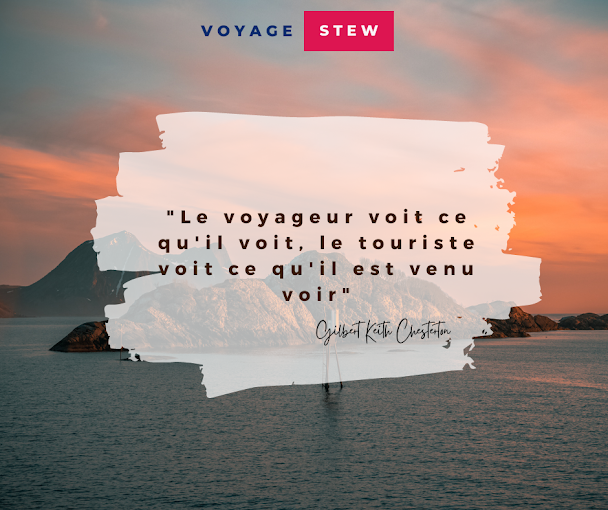 VOYAGE STEW
"Le voyageur voit ce
qu'il voit, le touriste
voit ce qu'il est venu
voir"
Gilbert Keith Chesterton